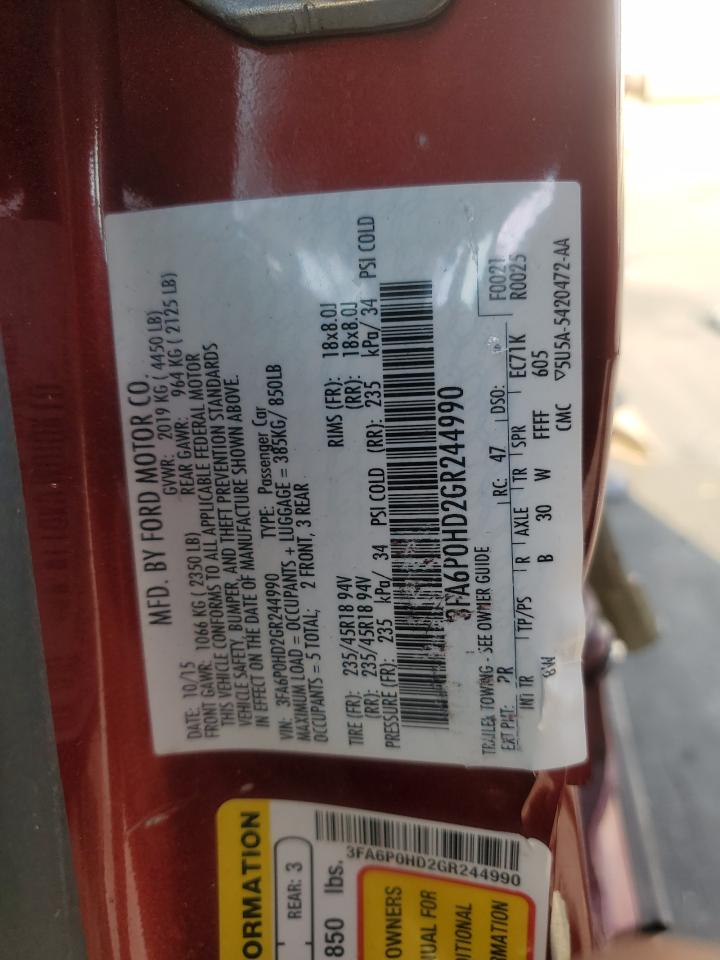 MFD. BY FORD MOTOR CO.
DATE: 10/15 GVWR: 2019 KG ( 4450 LB)
FRONT GAWR: 1066 KG ( 2350 LB) REAR GAWR: 964 KG ( 2125 LB)
THIS VEHICLE CONFORMS TO ALL APPLICABLE FEDERAL MOTOR
VEHICLE SAFETY, BUMPER, AND THEFT PREVENTION STANDARDS
IN EFFECT ON THE DATE OF MANUFACTURE SHOWN ABOVE.
VIN: 3FA6P0HD2GR244990 TYPE: Passenger Car
MAXIMUM LOAD = OCCUPANTS + LUGGAGE = 385KG/ 850LB
OCCUPANTS = 5 TOTAL; 2 FRONT, 3 REAR
TIRE (FR): 235/45R18 94V RIMS (FR): 18x8.0J
(RR): 235/45R18 94V (RR): 18x8.0J
PRESSURE (FR): 235 kPa/ 34 PSI COLD (RR): 235 kPa/ 34 PSI COLD
3FA6P0HD2GR244990
TRAILER TOWING - SEE OWNER GUIDE
EXT PNT: PR RC: 47 DSO: F0021
R0025
INT TR TP/PS R AXLE TR SPR EC71K
8W B 30 W FFFF 605
CMC ▽5U5A-5420472-AA
ORMATION
REAR: 3
850 lbs.
3FA6P0HD2GR244990
OWNERS
UAL FOR
ITIONAL
RMATION